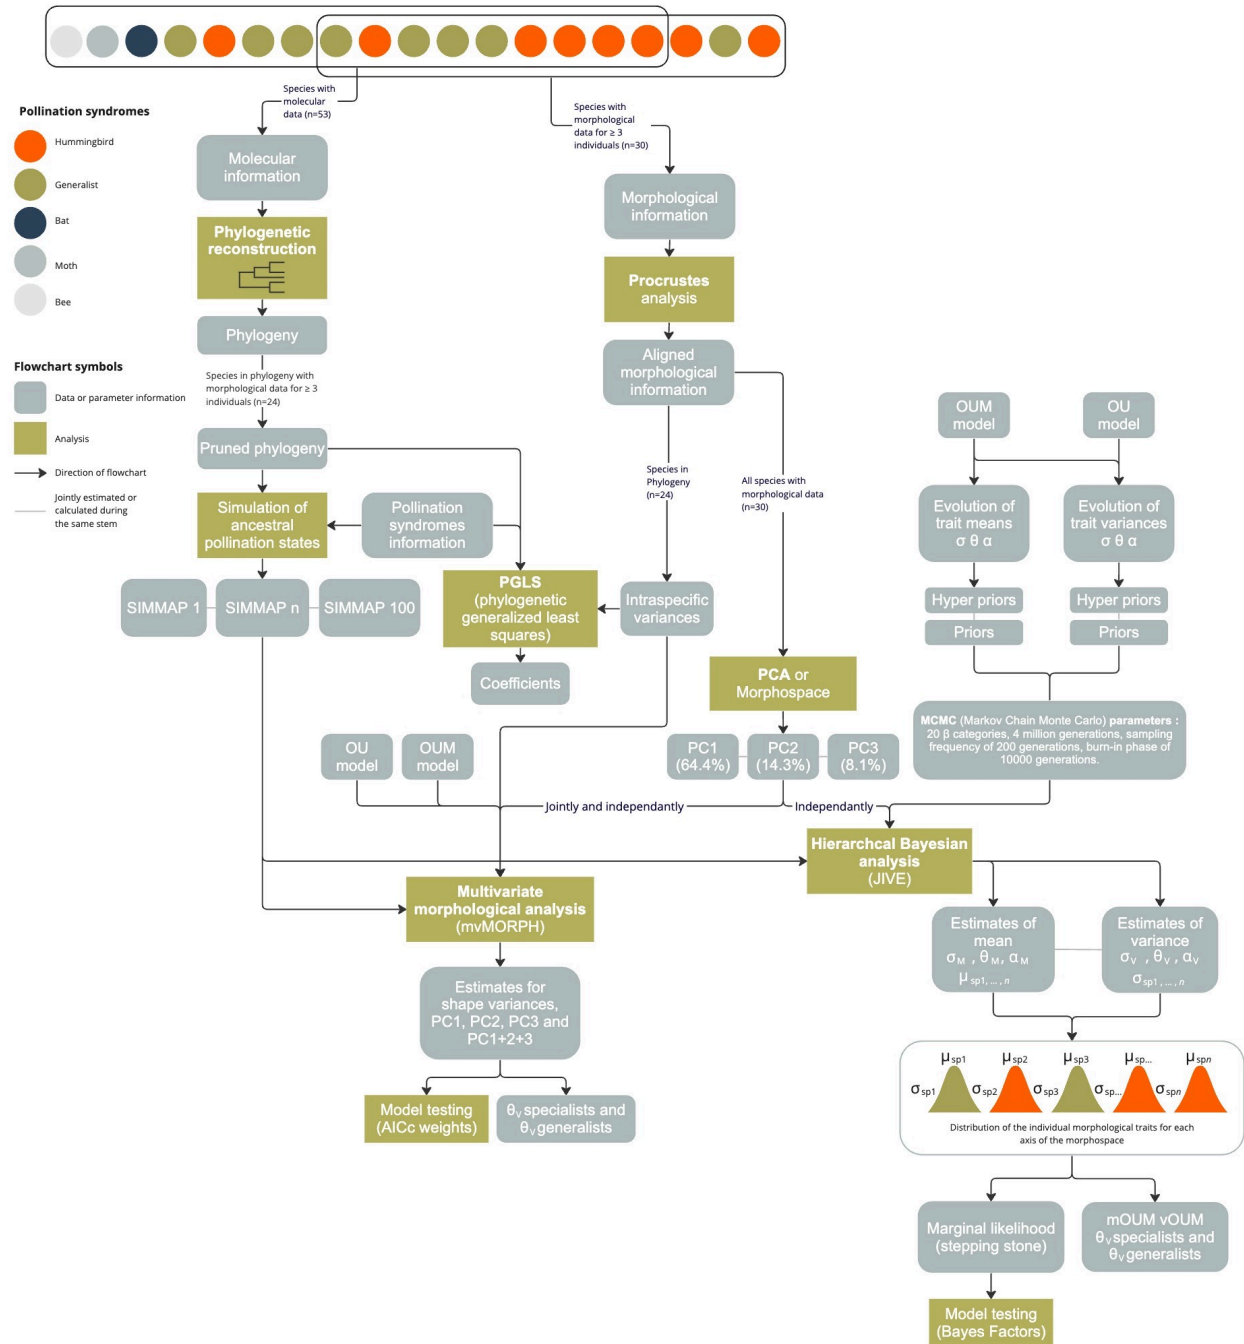 Species with
molecular
data (n=53)
Species with
morphological
data for ≥ 3
individuals (n=30)
Pollination syndromes
Hummingbird
Generalist
Bat
Moth
Bee
Flowchart symbols
Data or parameter information
Analysis
Direction of flowchart
Jointly estimated or
calculated during
the same stem
Molecular
information
Phylogenetic
reconstruction
Phylogeny
Species in phylogeny with
morphological data for ≥ 3
individuals (n=24)
Pruned phylogeny
Simulation of
ancestral
pollination states
Pollination
syndromes
information
SIMMAP 1
SIMMAP n
SIMMAP 100
Morphological
information
Procrustes
analysis
Aligned
morphological
information
Species in
Phylogeny
(n=24)
All species with
morphological data
(n=30)
PGLS
(phylogenetic
generalized least
squares)
Intraspecific
variances
Coefficients
PCA or
Morphospace
PC1
(64.4%)
PC2
(14.3%)
PC3
(8.1%)
OU
model
OUM
model
Jointly and independantly
Independantly
OUM
model
OU
model
Evolution of
trait means
σ θ α
Evolution of
trait variances
σ θ α
Hyper priors
Hyper priors
Priors
Priors
MCMC (Markov Chain Monte Carlo) parameters :
20 β categories, 4 million generations, sampling
frequency of 200 generations, burn-in phase of
10000 generations.
Hierarchcal Bayesian
analysis
(JIVE)
Multivariate
morphological analysis
(mvMORPH)
Estimates for
shape variances,
PC1, PC2, PC3 and
PC1+2+3
Model testing
(AICc weights)
θV specialists and
θV generalists
Estimates of
mean
σM , θM, αM
μsp1, ... , n
Estimates of
variance
σV , θV, αV
σsp1, ... , n
μsp1 μsp2 μsp3 μsp... μspn
σsp1 σsp2 σsp3 σsp... σspn
Distribution of the individual morphological traits for each
axis of the morphospace
Marginal likelihood
(stepping stone)
mOUM vOUM
θV specialists and
θV generalists
Model testing
(Bayes Factors)